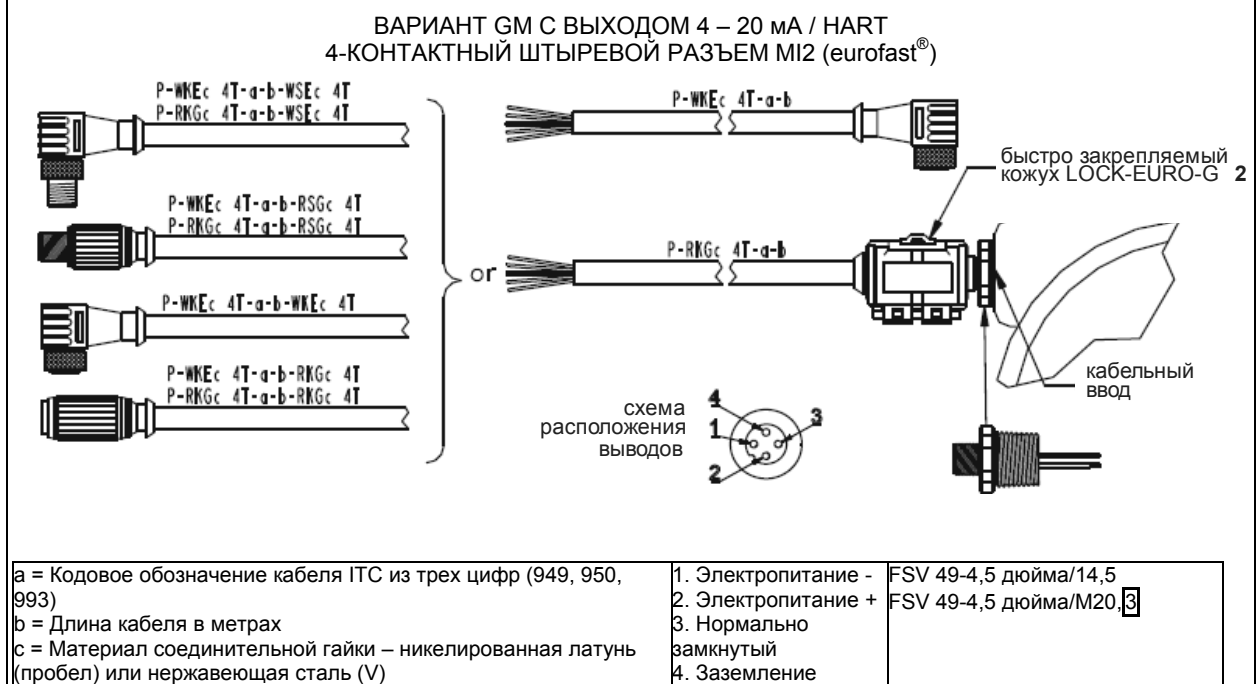 ВАРИАНТ GM С ВЫХОДОМ 4 – 20 мА / HART
4-КОНТАКТНЫЙ ШТЫРЕВОЙ РАЗЪЕМ MI2 (eurofast®)
P-WKEc 4T-a-b-WSEc 4T
P-RKGc 4T-a-b-WSEc 4T
P-WKEc 4T-a-b-RSGc 4T
P-RKGc 4T-a-b-RSGc 4T
P-WKEc 4T-a-b-WKEc 4T
P-WKEc 4T-a-b-RKGc 4T
P-RKGc 4T-a-b-RKGc 4T
or
P-WKEc 4T-a-b
быстро закрепляемый
кожух LOCK-EURO-G 2
P-RKGc 4T-a-b
кабельный
ввод
схема
расположения
выводов
4
1
3
2
a = Кодовое обозначение кабеля ITC из трех цифр (949, 950,
993)
b = Длина кабеля в метрах
c = Материал соединительной гайки – никелированная латунь
(пробел) или нержавеющая сталь (V)
1. Электропитание -
2. Электропитание +
3. Нормально
замкнутый
4. Заземление
FSV 49-4,5 дюйма/14,5
FSV 49-4,5 дюйма/M20,3